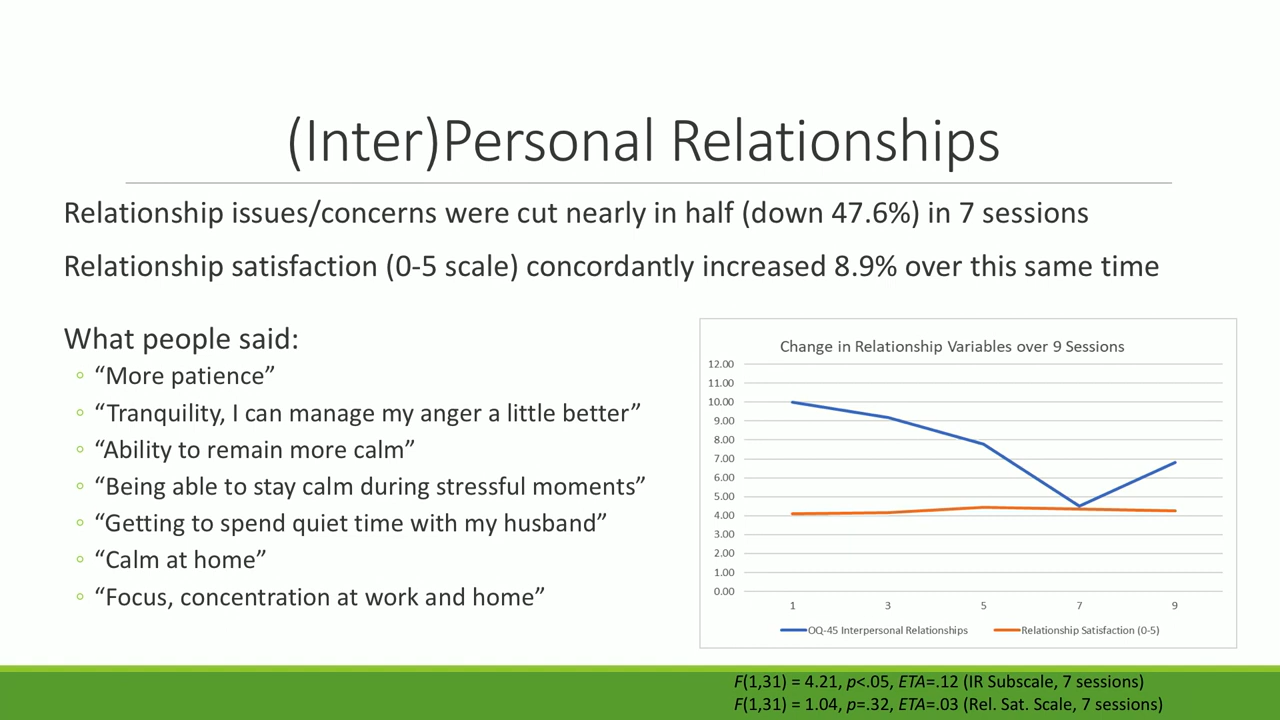 (Inter)Personal Relationships
Relationship issues/concerns were cut nearly in half (down 47.6%) in 7 sessions
Relationship satisfaction (0-5 scale) concordantly increased 8.9% over this same time
What people said:
◦ “More patience”
◦ “Tranquility, I can manage my anger a little better”
◦ “Ability to remain more calm”
◦ “Being able to stay calm during stressful moments”
◦ “Getting to spend quiet time with my husband”
◦ “Calm at home”
◦ “Focus, concentration at work and home”
Change in Relationship Variables over 9 Sessions
12.00
11.00
10.00
9.00
8.00
7.00
6.00
5.00
4.00
3.00
2.00
1.00
0.00
1 3 5 7 9
OQ-45 Interpersonal Relationships Relationship Satisfaction (0-5)
F(1,31) = 4.21, p<.05, ETA=.12 (IR Subscale, 7 sessions)
F(1,31) = 1.04, p=.32, ETA=.03 (Rel. Sat. Scale, 7 sessions)